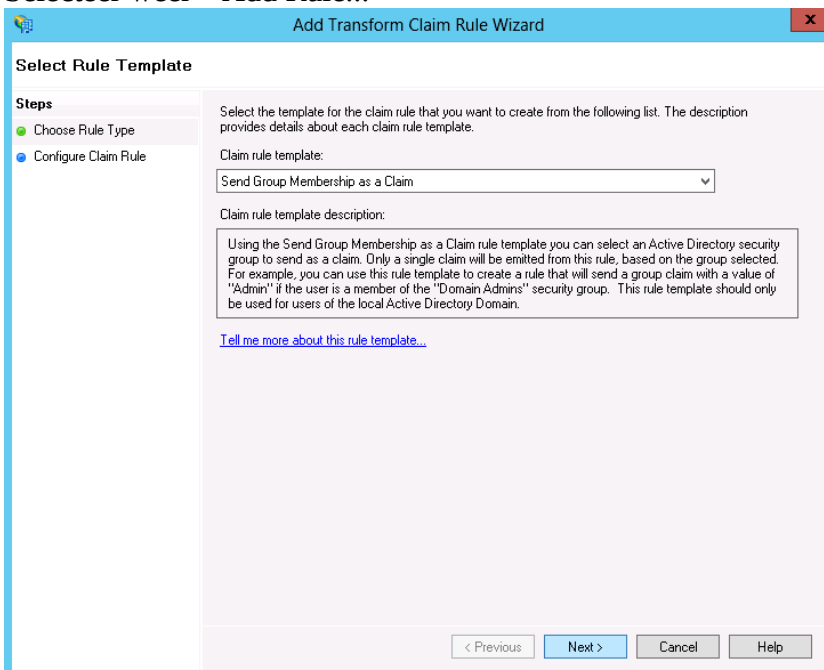 Add Transform Claim Rule Wizard
x
Select Rule Template
Steps
Choose Rule Type
Configure Claim Rule
Select the template for the claim rule that you want to create from the following list. The description
provides details about each claim rule template.
Claim rule template:
Send Group Membership as a Claim
Claim rule template description:
Using the Send Group Membership as a Claim rule template you can select an Active Directory security
group to send as a claim. Only a single claim will be emitted from this rule, based on the group selected.
For example, you can use this rule template to create a rule that will send a group claim with a value of
"Admin" if the user is a member of the "Domain Admins" security group. This rule template should only
be used for users of the local Active Directory Domain.
Tell me more about this rule template...
< Previous
Next >
Cancel
Help